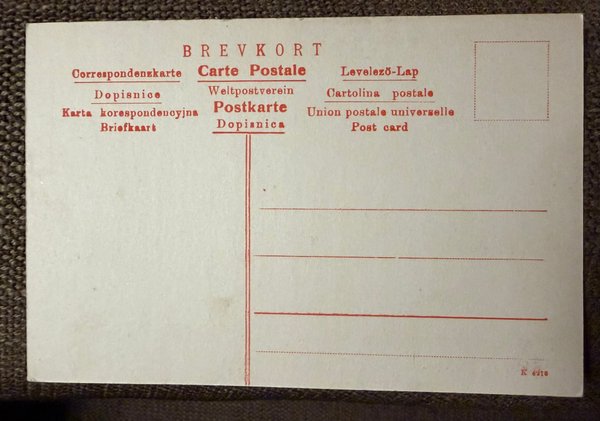 BREVKORT
Correspondenzkarte Carte Postale Levelező-Lap
Dopisnice Weltpostverein Cartolina postale
Karta korespondencyjna Postkarte Union postale universelle
Briefkaart Dopisnica Post card